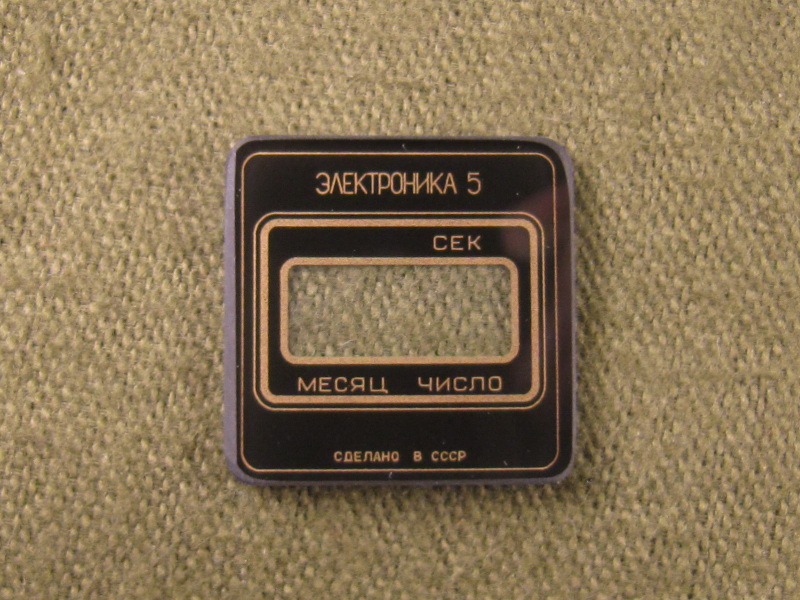 ЭЛЕКТРОНИКА 5
СЕК
МЕСЯЦ ЧИСЛО
СДЕЛАНО В СССР